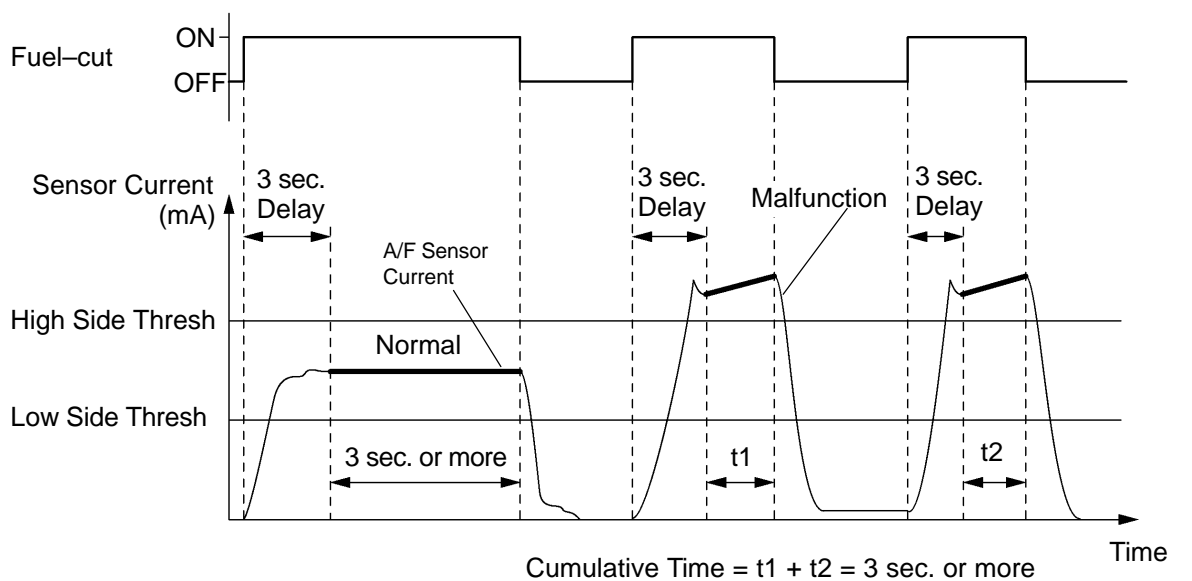 ON
Fuel–cut
OFF
Sensor Current
(mA)
3 sec.
Delay
3 sec.
Delay
Malfunction
3 sec.
Delay
A/F Sensor
Current
High Side Thresh
Normal
Low Side Thresh
3 sec. or more
t1
t2
Time
Cumulative Time = t1 + t2 = 3 sec. or more